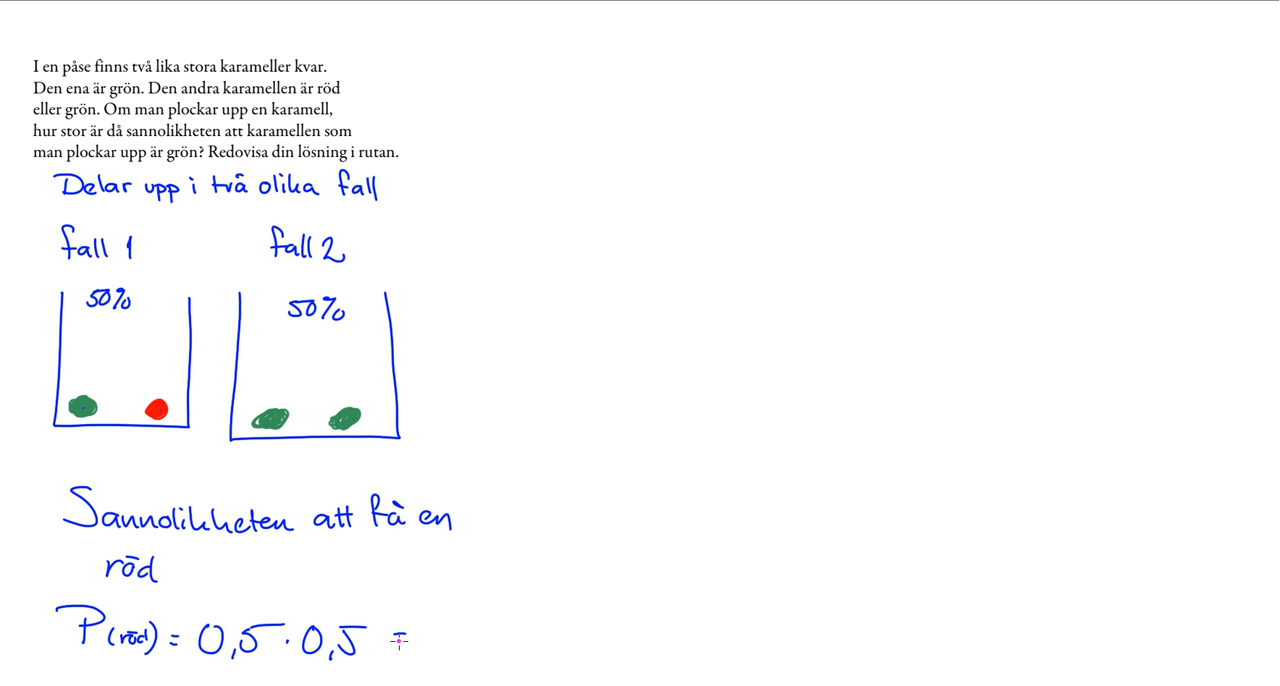 I en påse finns två lika stora karameller kvar.
Den ena är grön. Den andra karamellen är röd
eller grön. Om man plockar upp en karamell,
hur stor är då sannolikheten att karamellen som
man plockar upp är grön? Redovisa din lösning i rutan.
Delar upp i två olika fall
fall 1 fall 2
50% 50%
Sannolikheten att få en
röd
P(röd) = 0,5 · 0,5 =